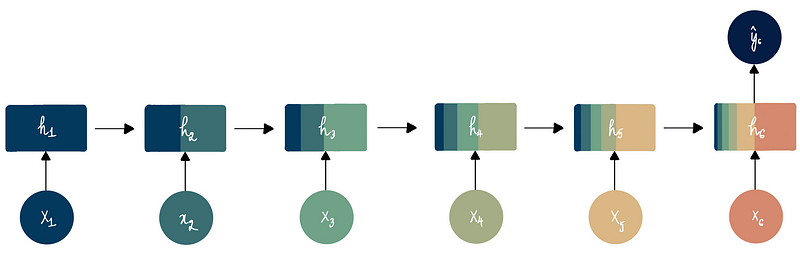 ŷ₆
h₁ h₂ h₃ h₄ h₅ h₆
x₁ x₂ x₃ x₄ x₅ x₆